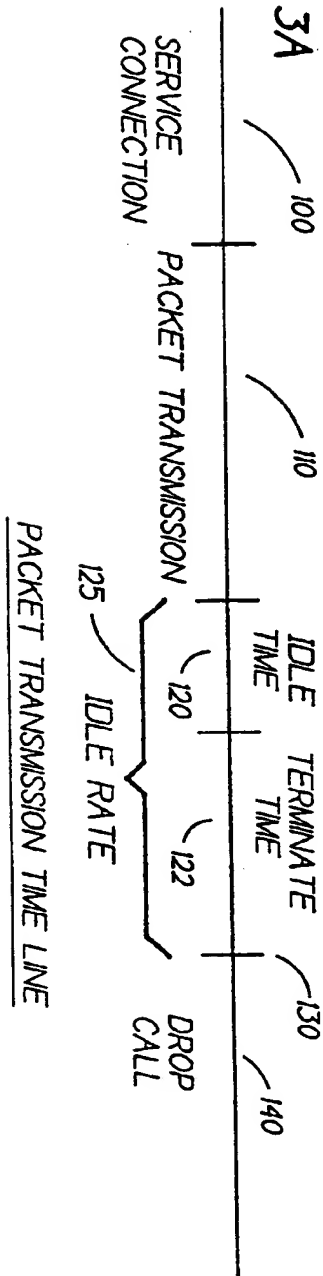 3A
100
110
IDLE
TIME
TERMINATE
TIME
130
140
SERVICE
CONNECTION
PACKET TRANSMISSION
120
122
DROP
CALL
125
IDLE RATE
PACKET TRANSMISSION TIME LINE